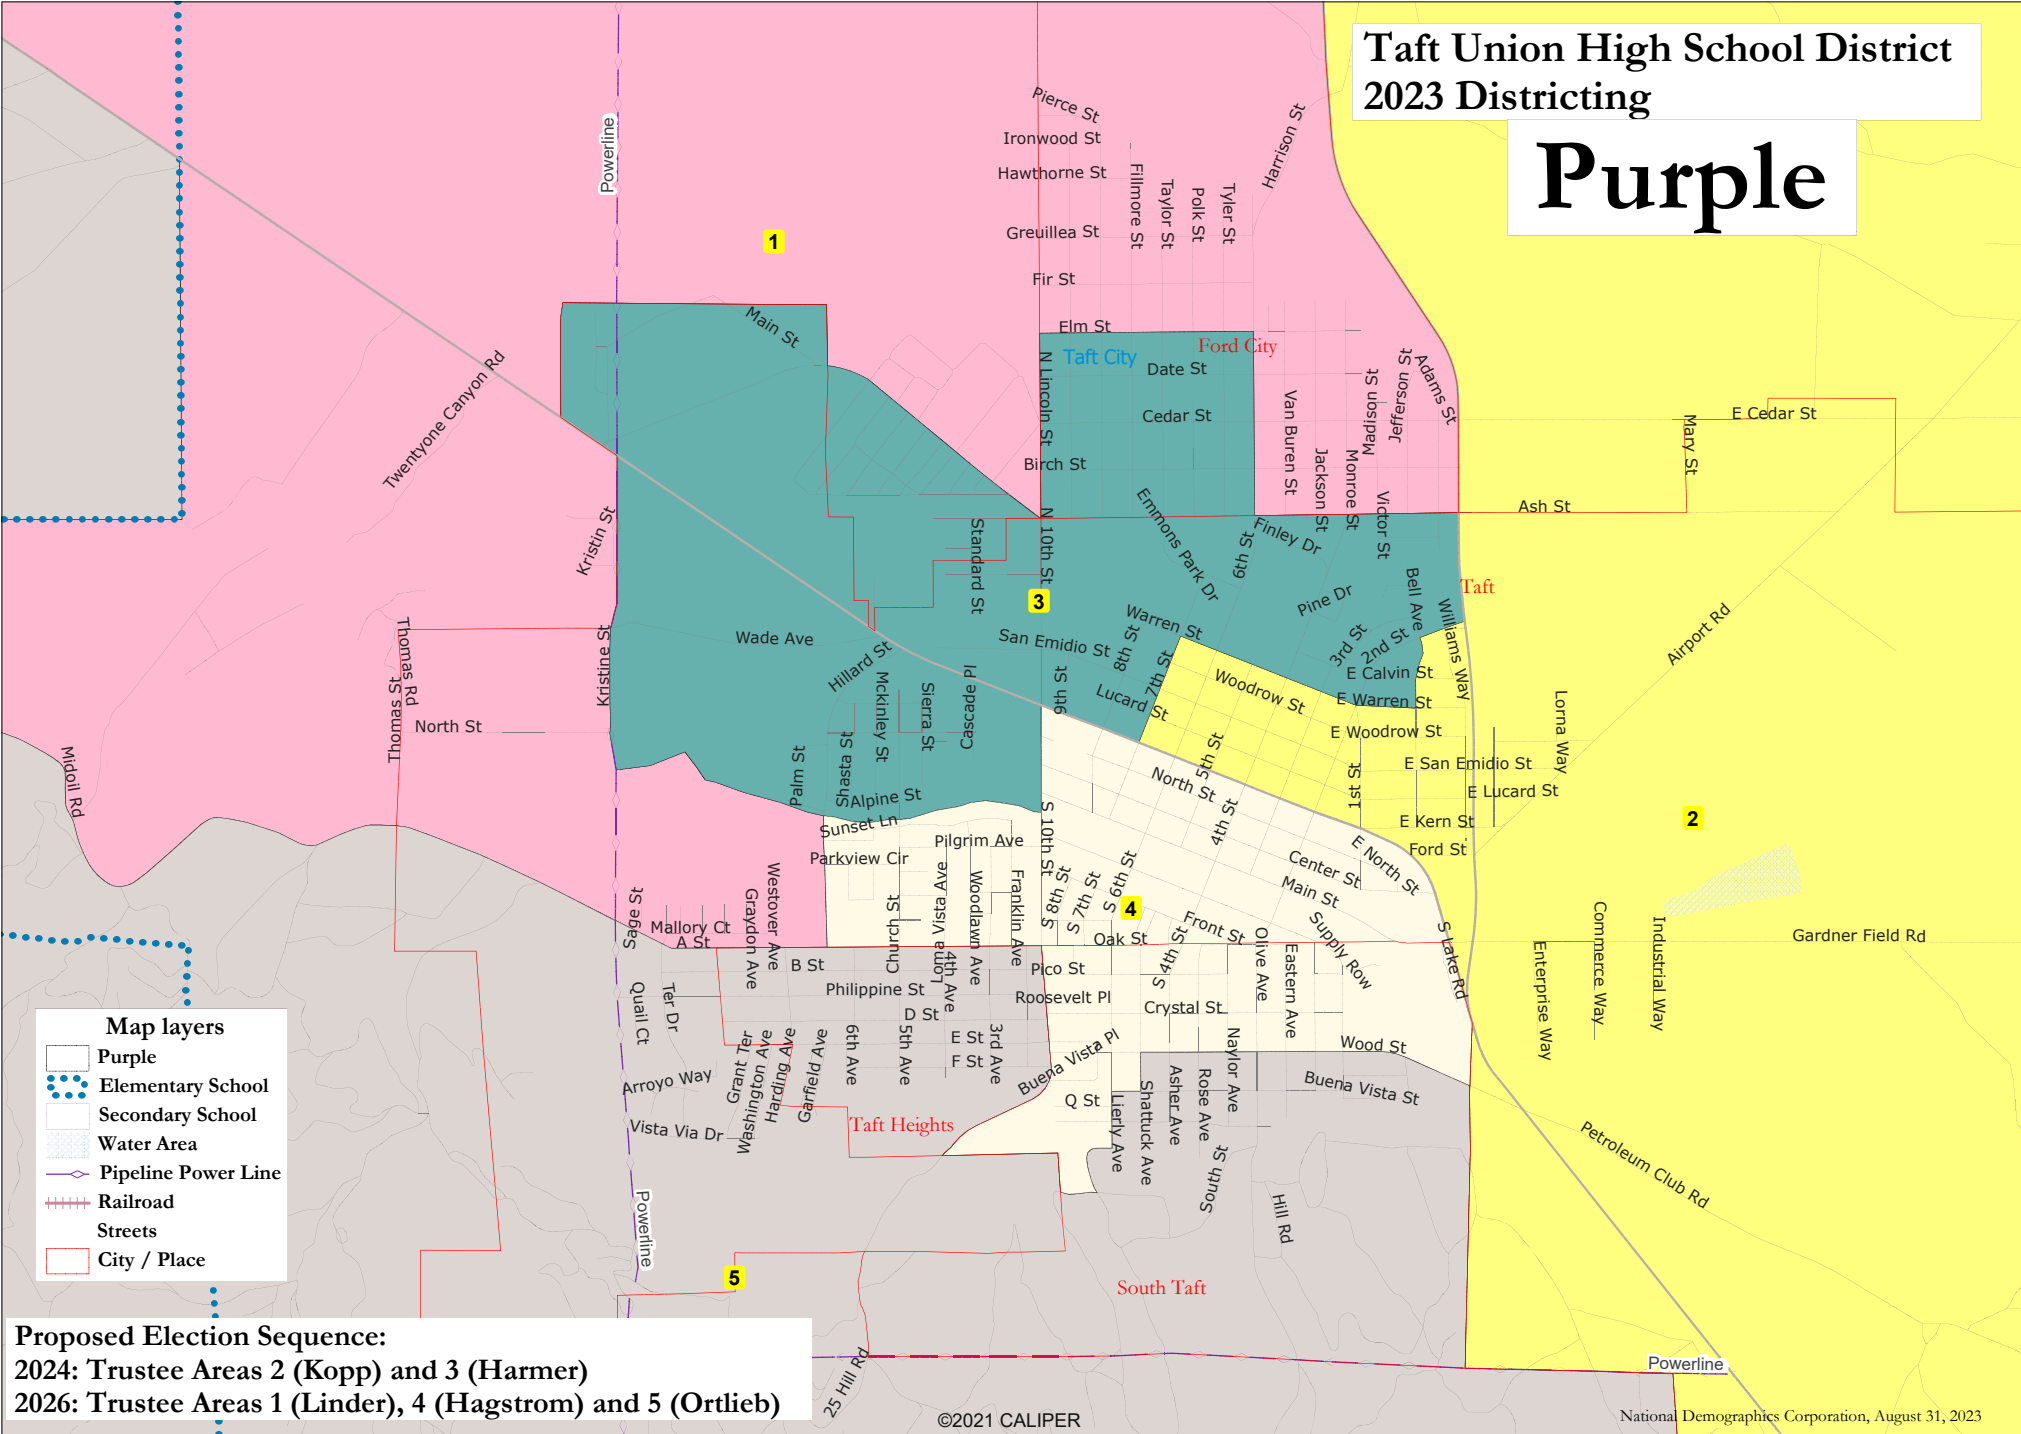 Taft Union High School District
2023 Districting
Purple
Pierce St
Ironwood St
Hawthorne St
Harrison St
Powerline
Fillmore St
Taylor St
Polk St
Tyler St
Greuillea St
1
Fir St
Main St
Elm St
Taft City
Ford City
Date St
Twentyone Canyon Rd
N Lincoln St
Cedar St
Van Buren St
Madison St
Jefferson St
Adams St
E Cedar St
Mary St
Birch St
Jackson St
Monroe St
Victor St
Ash St
Kristin St
Standard St
N 10th St
Emmons Park Dr
6th St
Finley Dr
Bell Ave
Taft
3
Pine Dr
Williams Way
Airport Rd
Thomas Rd
Kristine St
Wade Ave
Hillard St
San Emidio St
Warren St
8th St
7th St
3rd St
2nd St
E Calvin St
Thomas St
North St
Mckinley St
Sierra St
Cascade Pl
9th St
Lucard St
Woodrow St
E Warren St
E Woodrow St
Lorna Way
Midoil Rd
Palm St
Shasta St
Alpine St
North St
5th St
1st St
E San Emidio St
E Lucard St
4th St
E Kern St
2
Sunset Ln
Parkview Cir
Pilgrim Ave
S 10th St
Ford St
E North St
Center St
Main St
Westover Ave
Graydon Ave
Sage St
Mallory Ct
A St
Church St
Loma Vista Ave
Woodlawn Ave
Franklin Ave
S 8th St
S 7th St
S 6th St
4
Front St
Oak St
Supply Row
S Lake Rd
Commerce Way
Industrial Way
Enterprise Way
Gardner Field Rd
B St
4th Ave
Pico St
S 4th St
Olive Ave
Eastern Ave
Quail Ct
Ter Dr
Philippine St
Roosevelt Pl
Crystal St
D St
E St
F St
6th Ave
5th Ave
3rd Ave
Buena Vista Pl
Naylor Ave
Wood St
Arroyo Way
Grant Ter
Washington Ave
Harding Ave
Garfield Ave
Asher Ave
Rose Ave
Buena Vista St
Q St
Lierly Ave
Shattuck Ave
Vista Via Dr
Taft Heights
South St
Petroleum Club Rd
Hill Rd
Powerline
5
South Taft
Powerline
25 Hill Rd
Map layers
Purple
Elementary School
Secondary School
Water Area
Pipeline Power Line
Railroad
Streets
City / Place
Proposed Election Sequence:
2024: Trustee Areas 2 (Kopp) and 3 (Harmer)
2026: Trustee Areas 1 (Linder), 4 (Hagstrom) and 5 (Ortlieb)
©2021 CALIPER
National Demographics Corporation, August 31, 2023